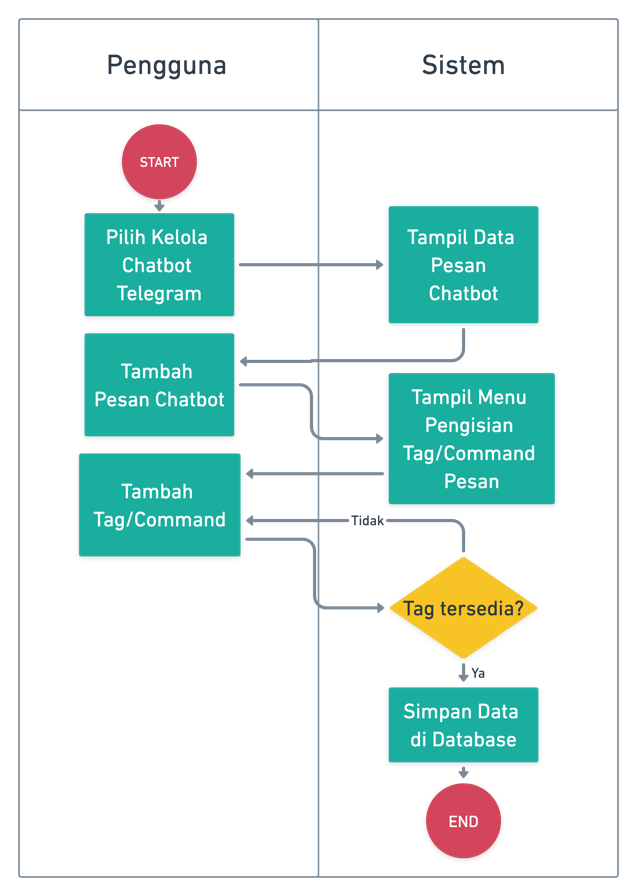 Pengguna
Sistem
START
Pilih Kelola
Chatbot
Telegram
Tampil Data
Pesan
Chatbot
Tambah
Pesan Chatbot
Tampil Menu
Pengisian
Tag/Command
Pesan
Tambah
Tag/Command
Tidak
Tag tersedia?
Ya
Simpan Data
di Database
END